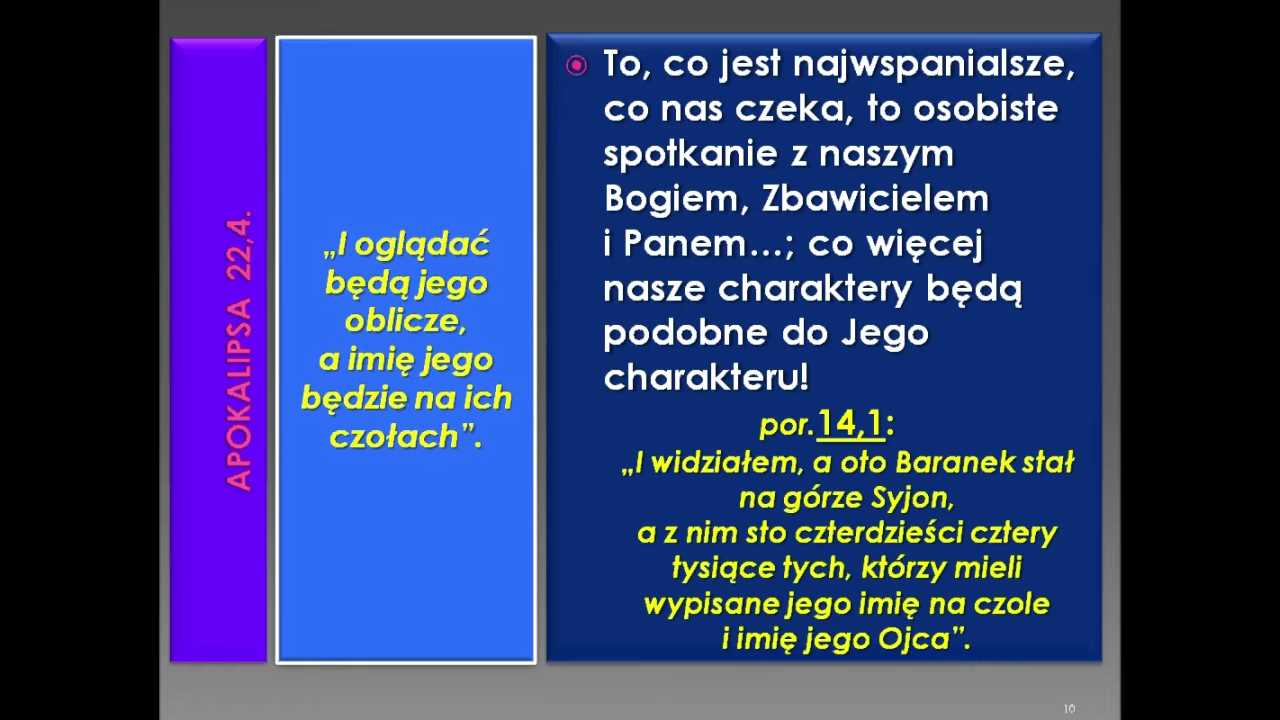 APOKALIPSA 22,4.
„I oglądać
będą jego
oblicze,
a imię jego
będzie na ich
czołach”.
To, co jest najwspanialsze,
co nas czeka, to osobiste
spotkanie z naszym
Bogiem, Zbawicielem
i Panem...; co więcej
nasze charaktery będą
podobne do Jego
charakteru!
por.14,1:
„I widziałem, a oto Baranek stał
na górze Syjon,
a z nim sto czterdzieści cztery
tysiące tych, którzy mieli
wypisane jego imię na czole
i imię jego Ojca”.
10